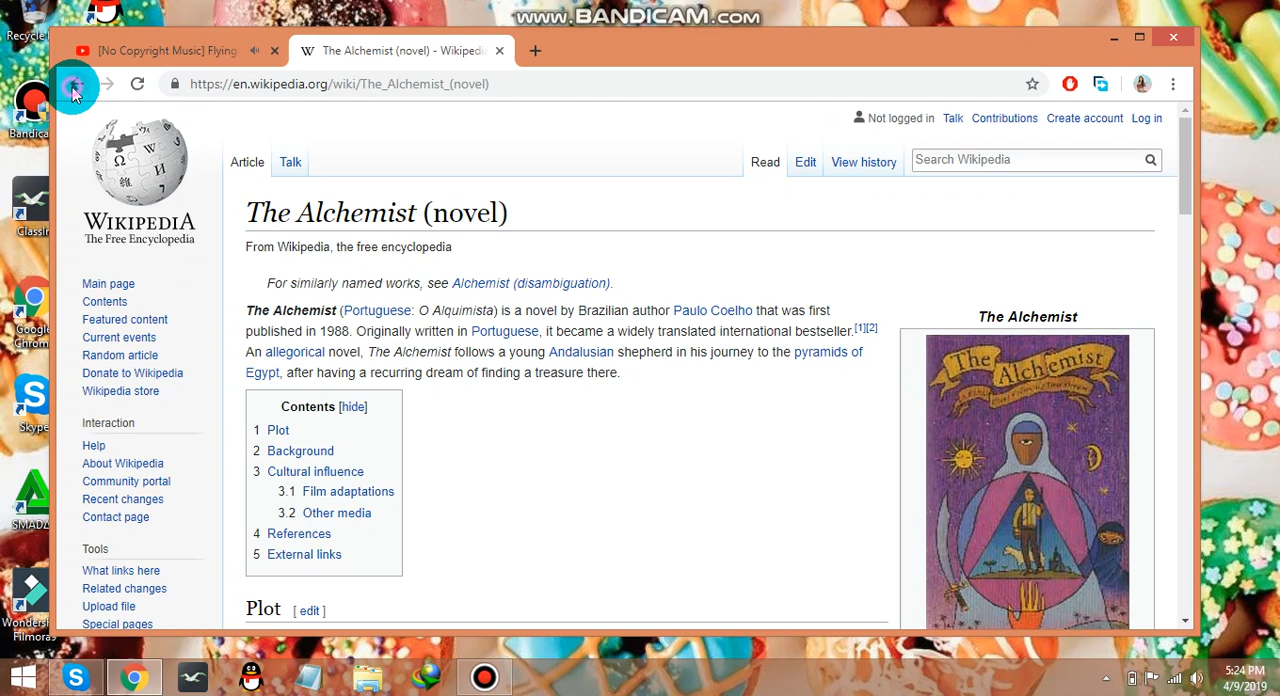 www.BANDICAM.com
Recycle
[No Copyright Music] Flying
The Alchemist (novel) - Wikipedi
https://en.wikipedia.org/wiki/The_Alchemist_(novel)
Not logged in Talk Contributions Create account Log in
Article Talk Read Edit View history Search Wikipedia
WIKIPEDIA
The Free Encyclopedia
Main page
Contents
Featured content
Current events
Random article
Donate to Wikipedia
Wikipedia store
Interaction
Help
About Wikipedia
Community portal
Recent changes
Contact page
Tools
What links here
Related changes
Upload file
Special pages
The Alchemist (novel)
From Wikipedia, the free encyclopedia
For similarly named works, see Alchemist (disambiguation).
The Alchemist (Portuguese: O Alquimista) is a novel by Brazilian author Paulo Coelho that was first
published in 1988. Originally written in Portuguese, it became a widely translated international bestseller.[1][2]
An allegorical novel, The Alchemist follows a young Andalusian shepherd in his journey to the pyramids of
Egypt, after having a recurring dream of finding a treasure there.
Contents [hide]
1 Plot
2 Background
3 Cultural influence
3.1 Film adaptations
3.2 Other media
4 References
5 External links
Plot [ edit ]
The Alchemist
The Alchemist
Bandica
ClassIn
Google
Chrom
Skype
SMADA
Wonders
Filmora
5:24 PM
4/9/2019